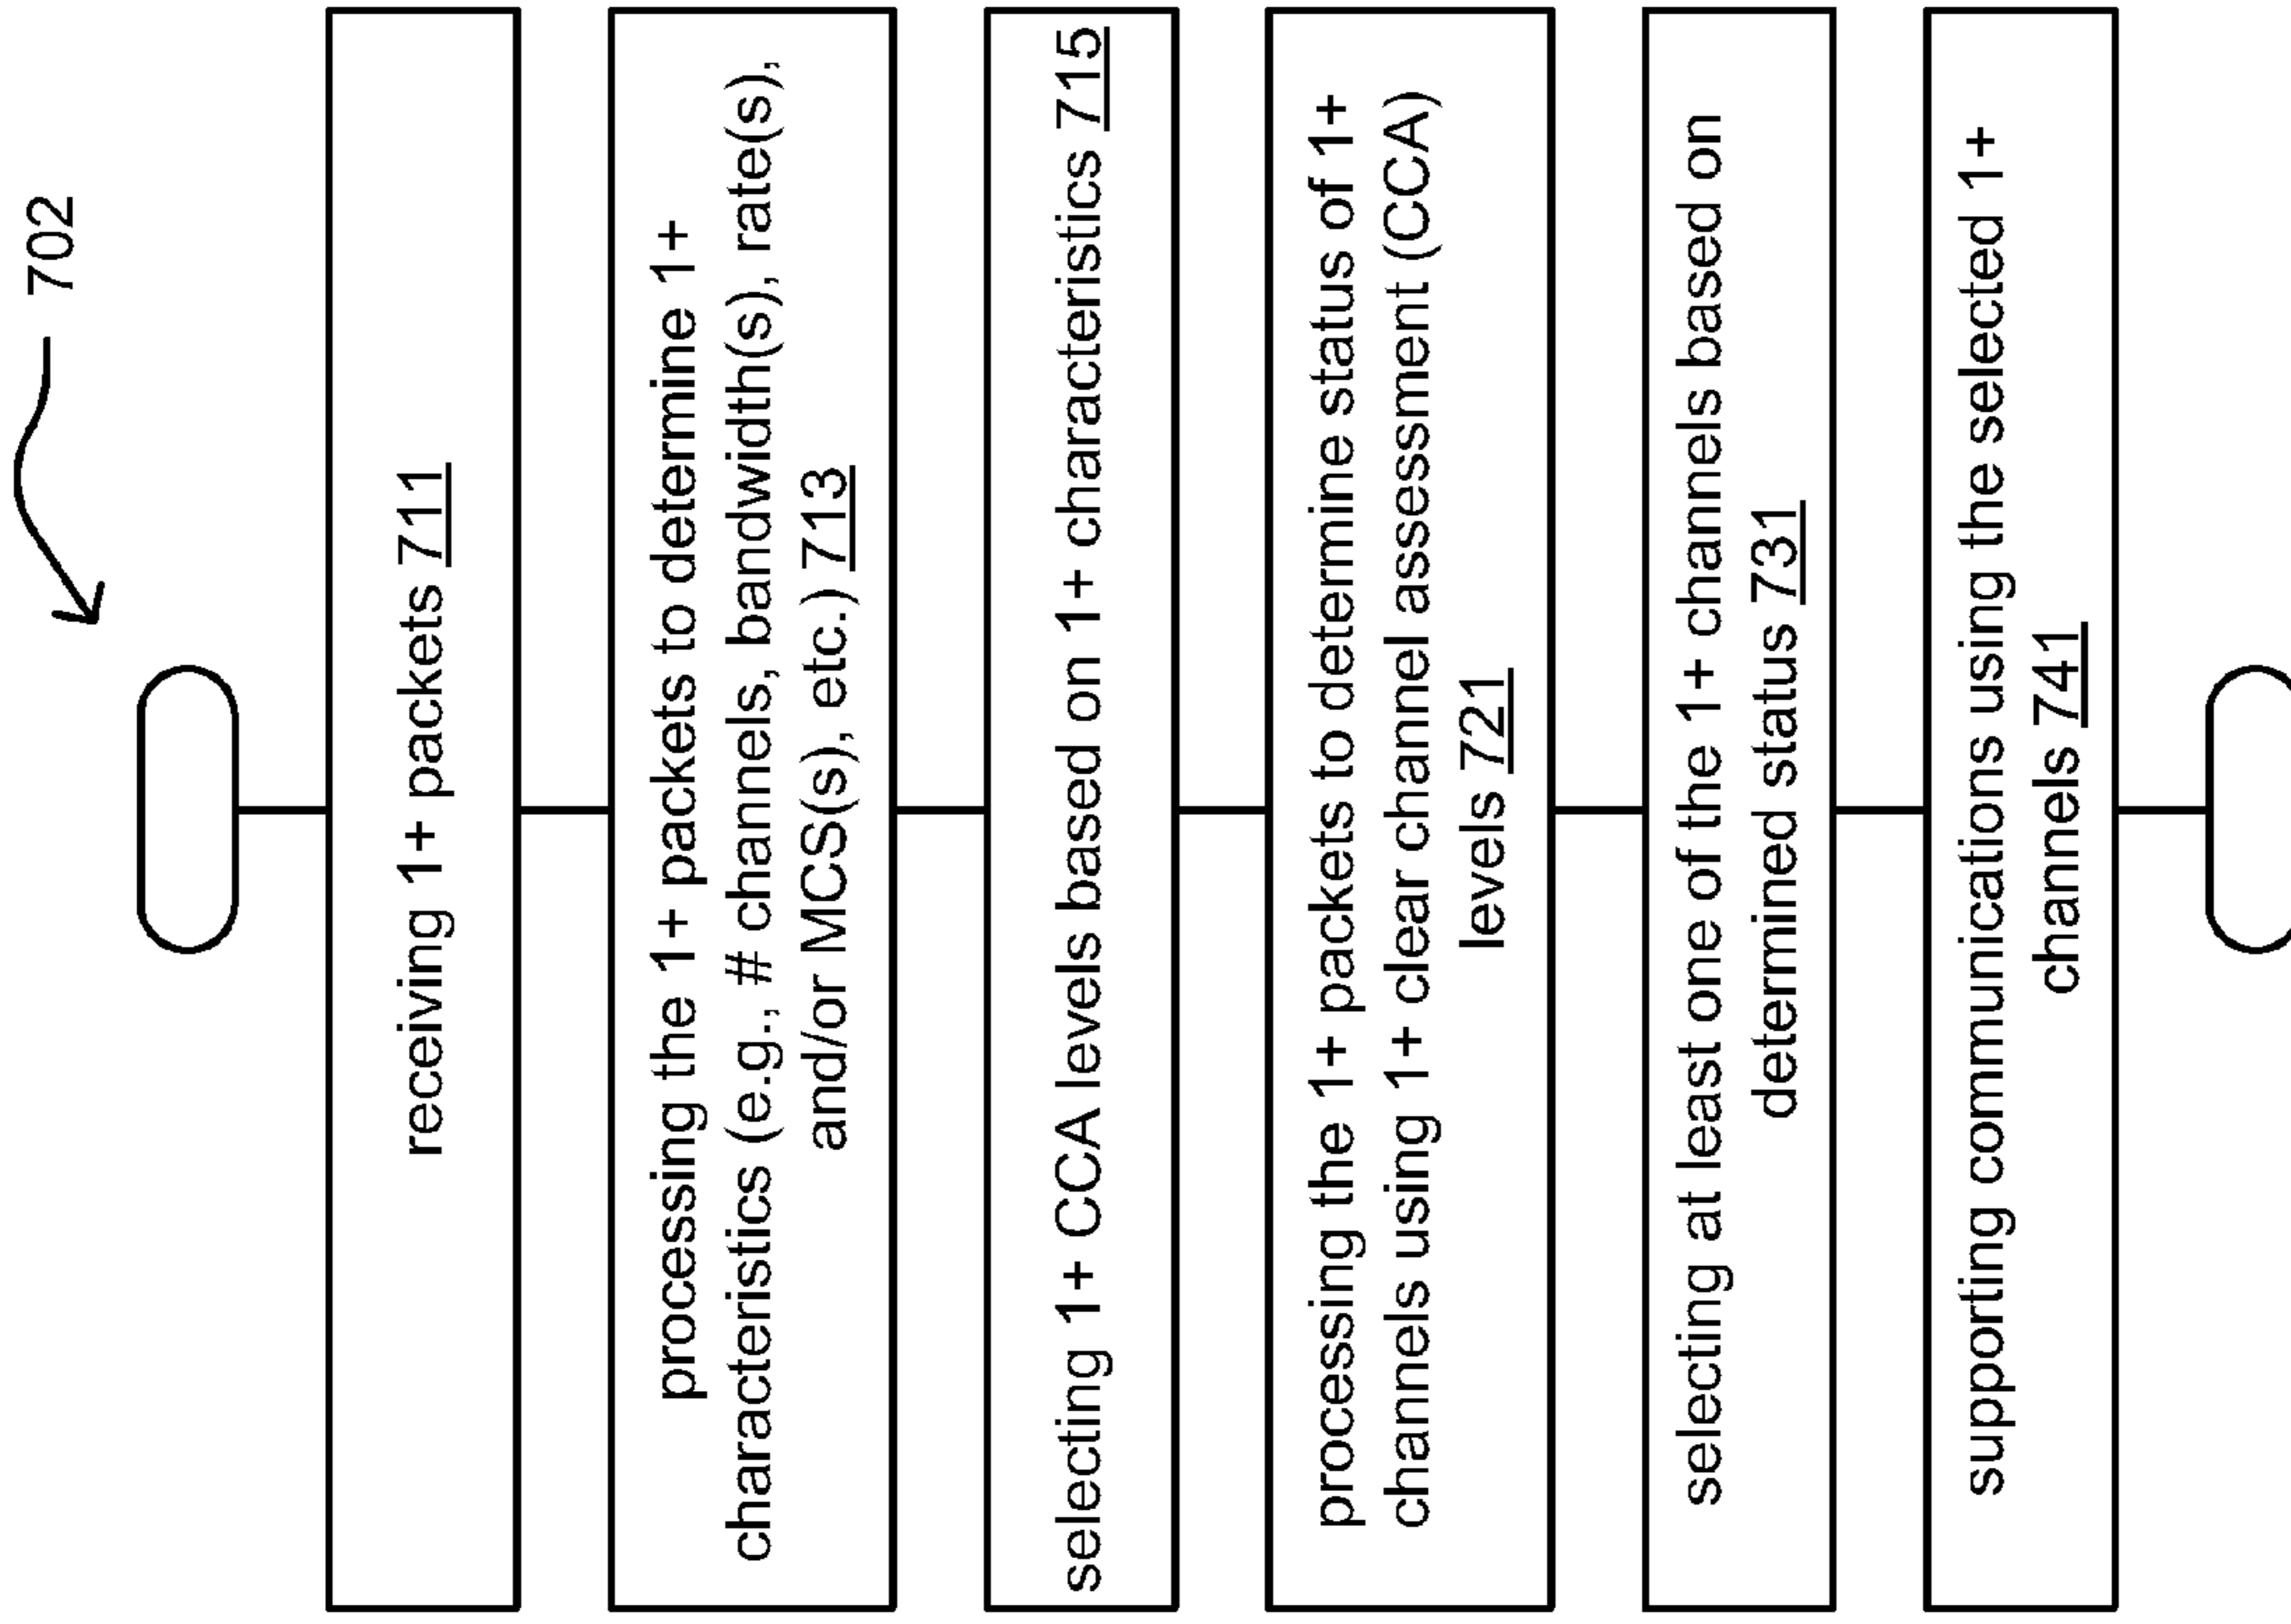 702
receiving 1+ packets 711
processing the 1+ packets to determine 1+
characteristics (e.g., # channels, bandwidth(s), rate(s),
and/or MCS(s), etc.) 713
selecting 1+ CCA levels based on 1+ characteristics 715
processing the 1+ packets to determine status of 1+
channels using 1+ clear channel assessment (CCA)
levels 721
selecting at least one of the 1+ channels based on
determined status 731
supporting communications using the selected 1+
channels 741